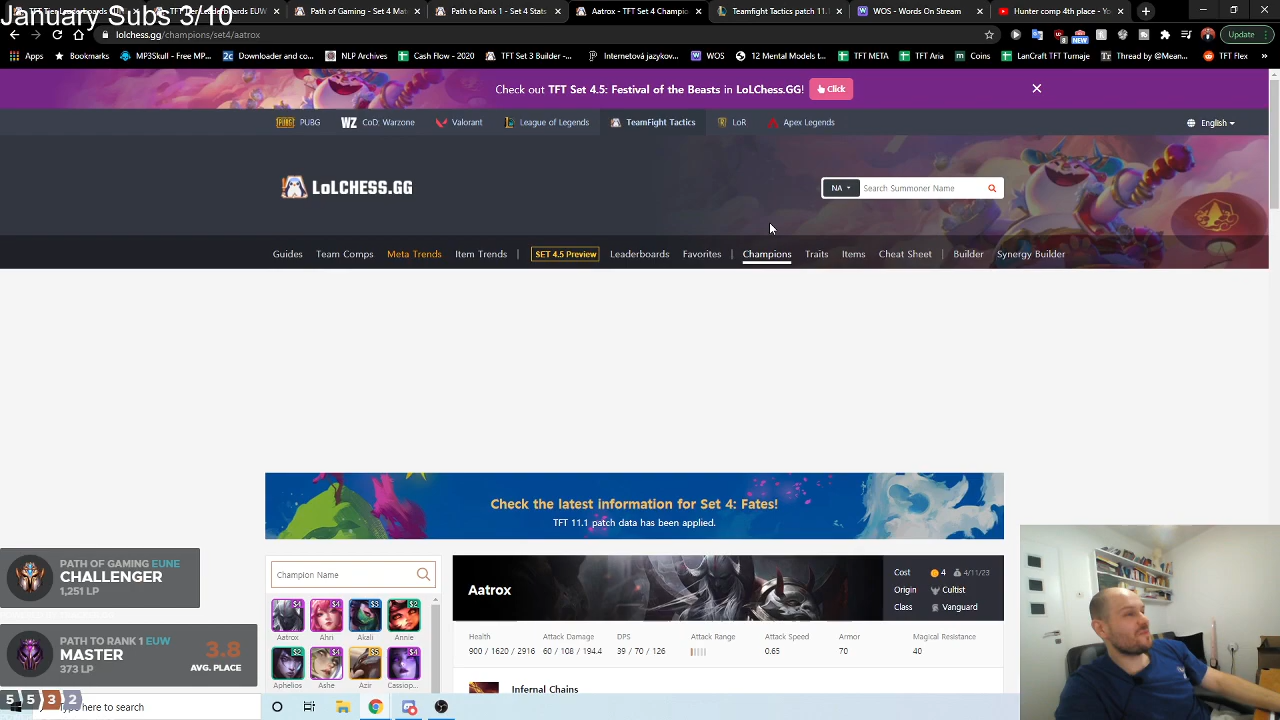 January Subs 3/10
TFT Leaderboards EUW
Path of Gaming - Set 4 Mat
Path to Rank 1 - Set 4 Stats
Aatrox - TFT Set 4 Champion
Teamfight Tactics patch 11.1
WOS - Words On Stream
Hunter comp 4th place - Yo
lolchess.gg/champions/set4/aatrox
Update
Apps
Bookmarks
MP3Skull - Free MP...
Downloader and co...
NLP Archives
Cash Flow - 2020
TFT Set 3 Builder -...
Internetová jazykov...
WOS
12 Mental Models t...
TFT META
TFT Aria
Coins
LanCraft TFT Turnaje
Thread by @Mean...
TFT Flex
Check out TFT Set 4.5: Festival of the Beasts in LoLChess.GG!
Click
PUBG
CoD: Warzone
Valorant
League of Legends
TeamFight Tactics
LoR
Apex Legends
English
LoLCHESS.GG
NA
Search Summoner Name
Guides
Team Comps
Meta Trends
Item Trends
SET 4.5 Preview
Leaderboards
Favorites
Champions
Traits
Items
Cheat Sheet
Builder
Synergy Builder
Check the latest information for Set 4: Fates!
TFT 11.1 patch data has been applied.
Champion Name
Aatrox
Ahri
Akali
Annie
Aphelios
Ashe
Azir
Cassiop...
Aatrox
Cost
4
4/11/23
Origin
Cultist
Class
Vanguard
Health
Attack Damage
DPS
Attack Range
Attack Speed
Armor
Magical Resistance
900 / 1620 / 2916
60 / 108 / 194.4
39 / 70 / 126
0.65
70
40
Infernal Chains
PATH OF GAMING EUNE
CHALLENGER
1,251 LP
PATH TO RANK 1 EUW
MASTER
373 LP
3.8
AVG. PLACE
5 5 3 2
ype here to search